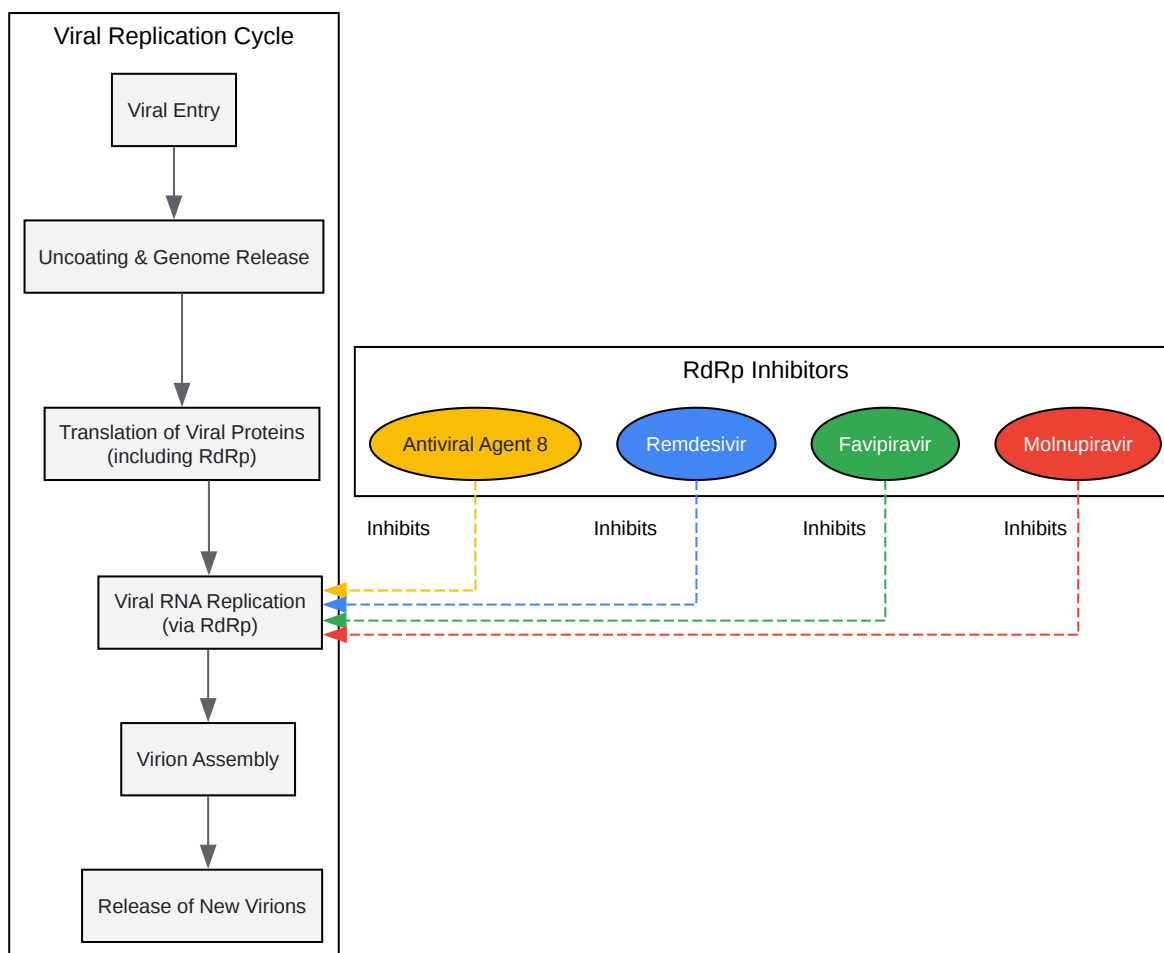 Viral Replication Cycle
Viral Entry
Uncoating & Genome Release
Translation of Viral Proteins
(including RdRp)
Viral RNA Replication
(via RdRp)
Virion Assembly
Release of New Virions
RdRp Inhibitors
Antiviral Agent 8
Remdesivir
Favipiravir
Molnupiravir
Inhibits
Inhibits
Inhibits
Inhibits